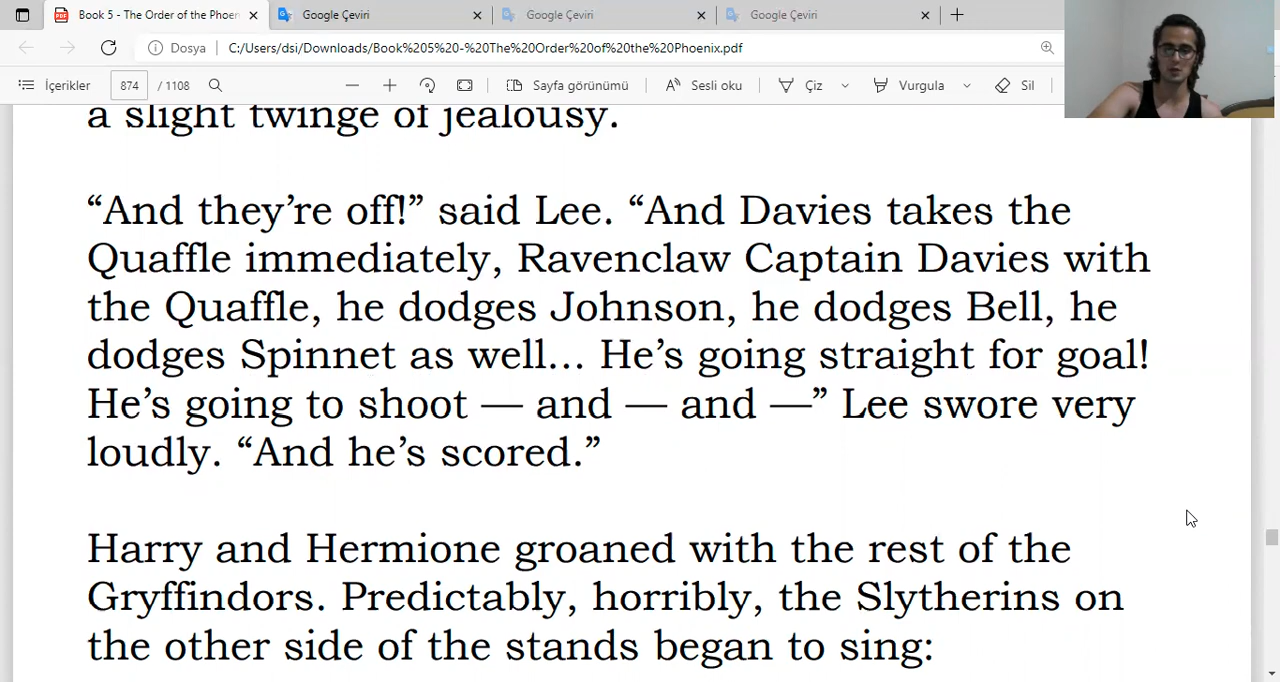 Book 5 - The Order of the Phoen
Google Çeviri
Google Çeviri
Google Çeviri
Dosya
C:/Users/dsi/Downloads/Book%205%20-%20The%20Order%20of%20the%20Phoenix.pdf
İçerikler
874
/ 1108
Sayfa görünümü
Sesli oku
Çiz
Vurgula
Sil
a slight twinge of jealousy.
“And they’re off!” said Lee. “And Davies takes the
Quaffle immediately, Ravenclaw Captain Davies with
the Quaffle, he dodges Johnson, he dodges Bell, he
dodges Spinnet as well… He’s going straight for goal!
He’s going to shoot — and — and —” Lee swore very
loudly. “And he’s scored.”
Harry and Hermione groaned with the rest of the
Gryffindors. Predictably, horribly, the Slytherins on
the other side of the stands began to sing: